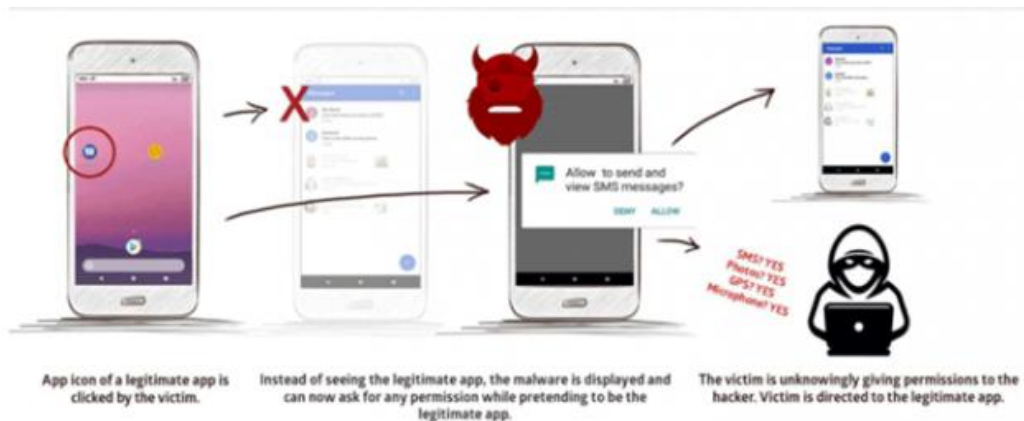 X
Allow to send and
view SMS messages?
DENY ALLOW
SMS? YES
Photos? YES
GPS? YES
Microphone? YES
App icon of a legitimate app is
clicked by the victim.
Instead of seeing the legitimate app, the malware is displayed and
can now ask for any permission while pretending to be the
legitimate app.
The victim is unknowingly giving permissions to the
hacker. Victim is directed to the legitimate app.